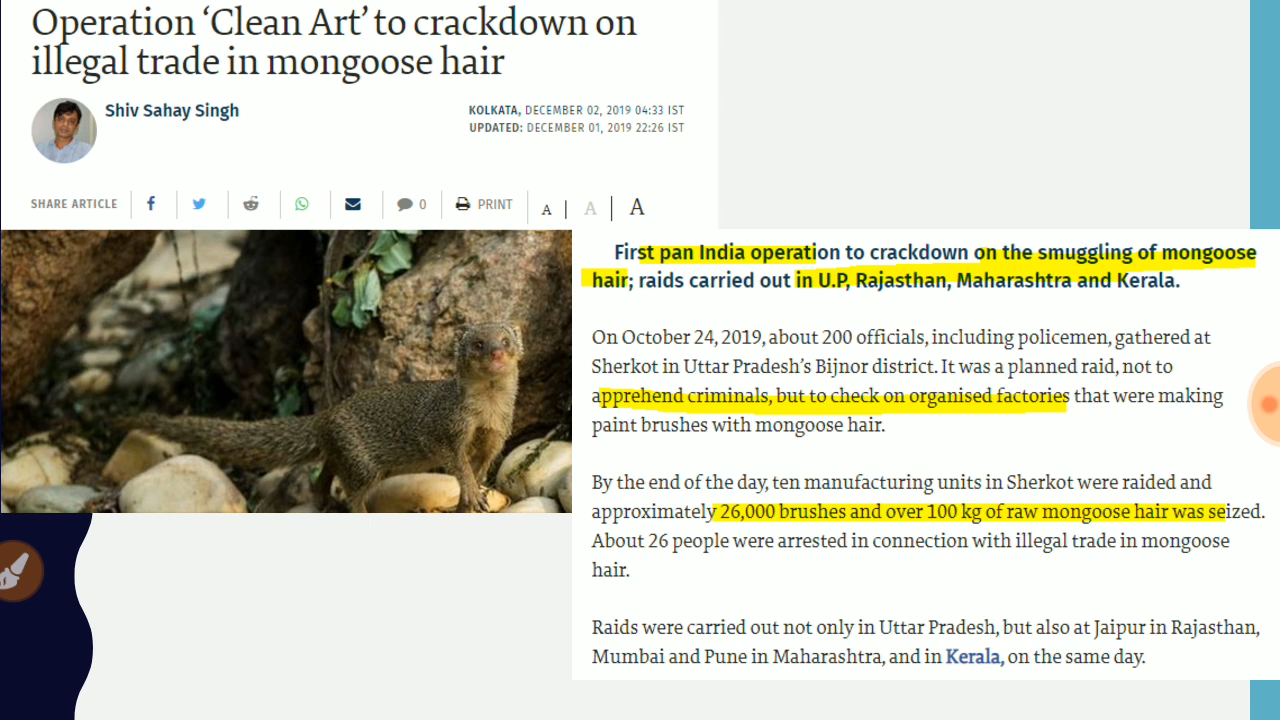 Operation ‘Clean Art’ to crackdown on
illegal trade in mongoose hair
Shiv Sahay Singh
KOLKATA, DECEMBER 02, 2019 04:33 IST
UPDATED: DECEMBER 01, 2019 22:26 IST
SHARE ARTICLE 0 PRINT A | A | A
First pan India operation to crackdown on the smuggling of mongoose
hair; raids carried out in U.P, Rajasthan, Maharashtra and Kerala.
On October 24, 2019, about 200 officials, including policemen, gathered at
Sherkot in Uttar Pradesh’s Bijnor district. It was a planned raid, not to
apprehend criminals, but to check on organised factories that were making
paint brushes with mongoose hair.
By the end of the day, ten manufacturing units in Sherkot were raided and
approximately 26,000 brushes and over 100 kg of raw mongoose hair was seized.
About 26 people were arrested in connection with illegal trade in mongoose
hair.
Raids were carried out not only in Uttar Pradesh, but also at Jaipur in Rajasthan,
Mumbai and Pune in Maharashtra, and in Kerala, on the same day.